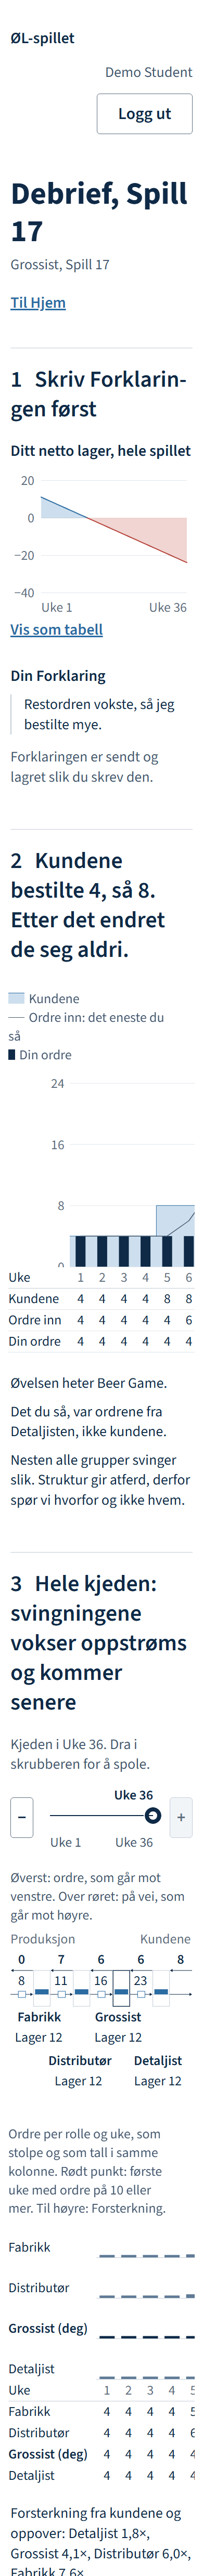 ØL-spillet
Demo Student
Logg ut
Debrief, Spill
17
Grossist, Spill 17
Til Hjem
1 Skriv Forklarin-
gen først
Ditt netto lager, hele spillet
20
0
−20
−40
Uke 1 Uke 36
Vis som tabell
Din Forklaring
Restordren vokste, så jeg
bestilte mye.
Forklaringen er sendt og
lagret slik du skrev den.
2 Kundene
bestilte 4, så 8.
Etter det endret
de seg aldri.
Kundene
Ordre inn: det eneste du
så
Din ordre
24
16
8
0
Uke 1 2 3 4 5 6
Kundene 4 4 4 4 8 8
Ordre inn 4 4 4 4 4 6
Din ordre 4 4 4 4 4 4
Øvelsen heter Beer Game.
Det du så, var ordrene fra
Detaljisten, ikke kundene.
Nesten alle grupper svinger
slik. Struktur gir atferd, derfor
spør vi hvorfor og ikke hvem.
3 Hele kjeden:
svingningene
vokser oppstrøms
og kommer
senere
Kjeden i Uke 36. Dra i
skrubberen for å spole.
Uke 36
− +
Uke 1 Uke 36
Øverst: ordre, som går mot
venstre. Over røret: på vei, som
går mot høyre.
Produksjon Kundene
0 7 6 6 8
8 11 16 23
Fabrikk Grossist
Lager 12 Lager 12
Distributør Detaljist
Lager 12 Lager 12
Ordre per rolle og uke, som
stolpe og som tall i samme
kolonne. Rødt punkt: første
uke med ordre på 10 eller
mer. Til høyre: Forsterkning.
Fabrikk
Distributør
Grossist (deg)
Detaljist
Uke 1 2 3 4 5
Fabrikk 4 4 4 4 5
Distributør 4 4 4 4 6
Grossist (deg) 4 4 4 4 4
Detaljist 4 4 4 4 4
Forsterkning fra kundene og
oppover: Detaljist 1,8×,
Grossist 4,1×, Distributør 6,0×,
Fabrikk 7,6×.